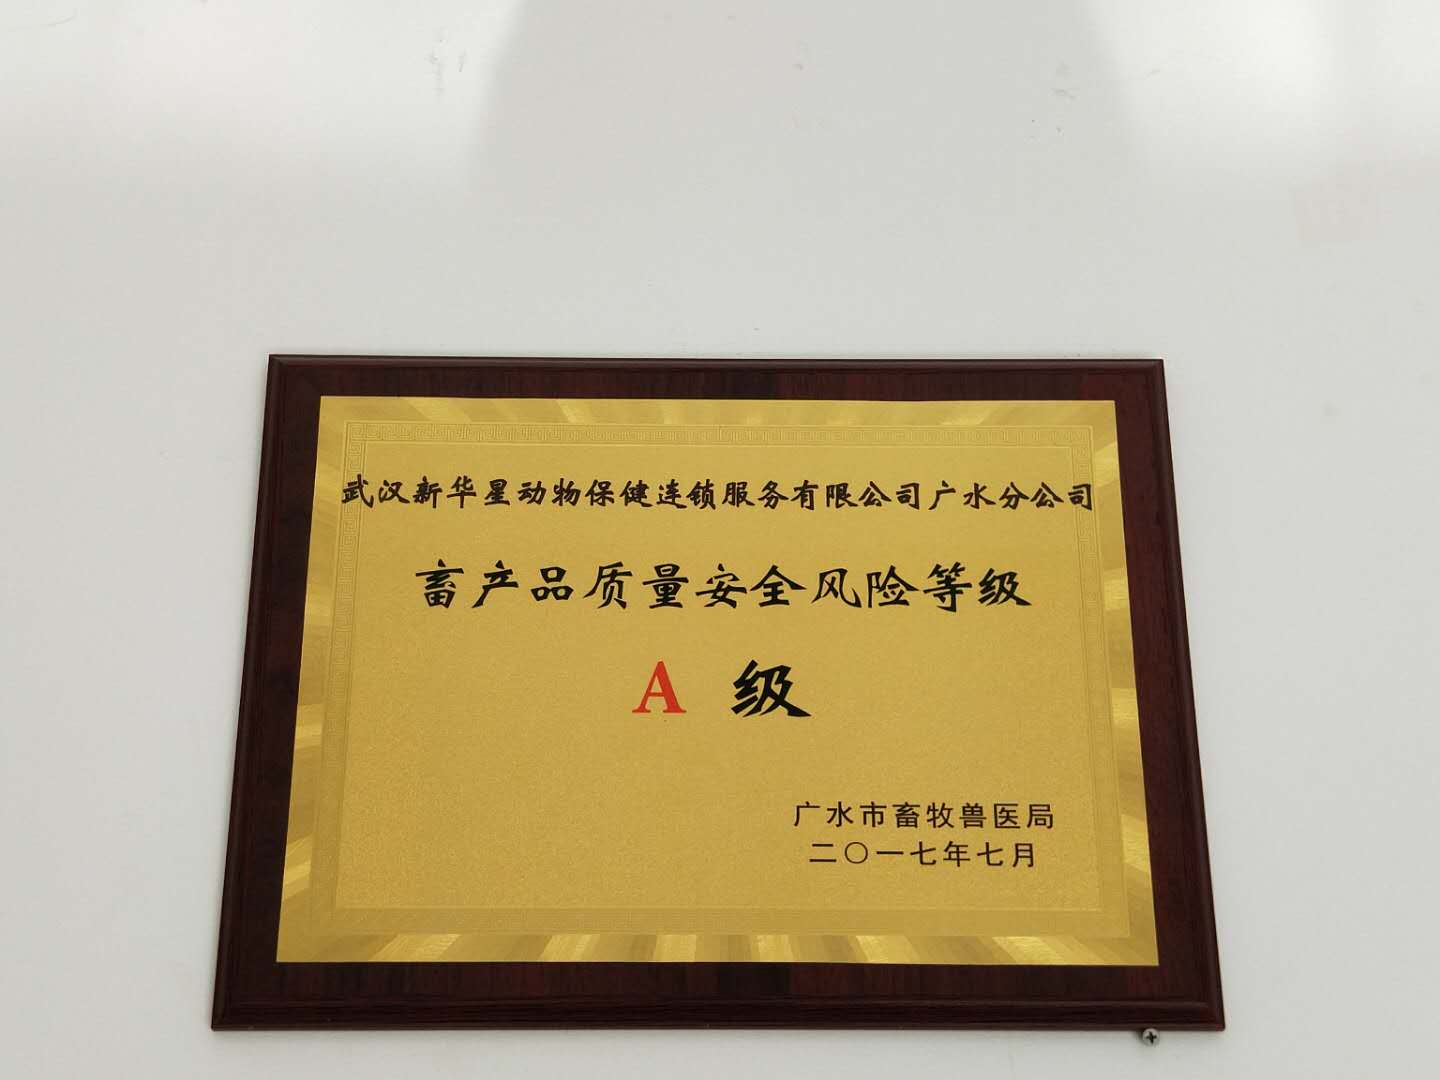 武汉新华星动物保健连锁服务有限公司广水分公司
畜产品质量安全风险等级
A 级
广水市畜牧兽医局
二〇一七年七月